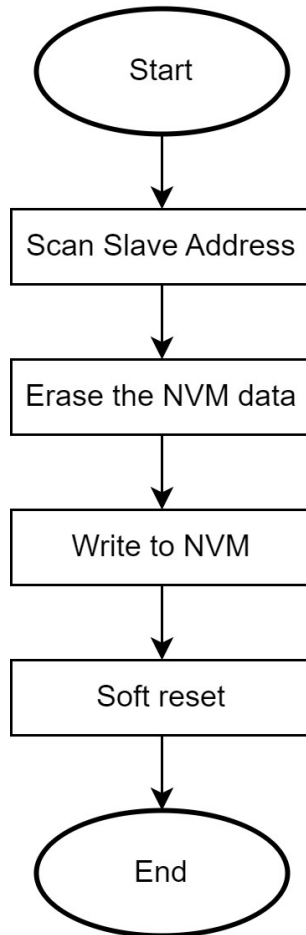 Start
Scan Slave Address
Erase the NVM data
Write to NVM
Soft reset
End